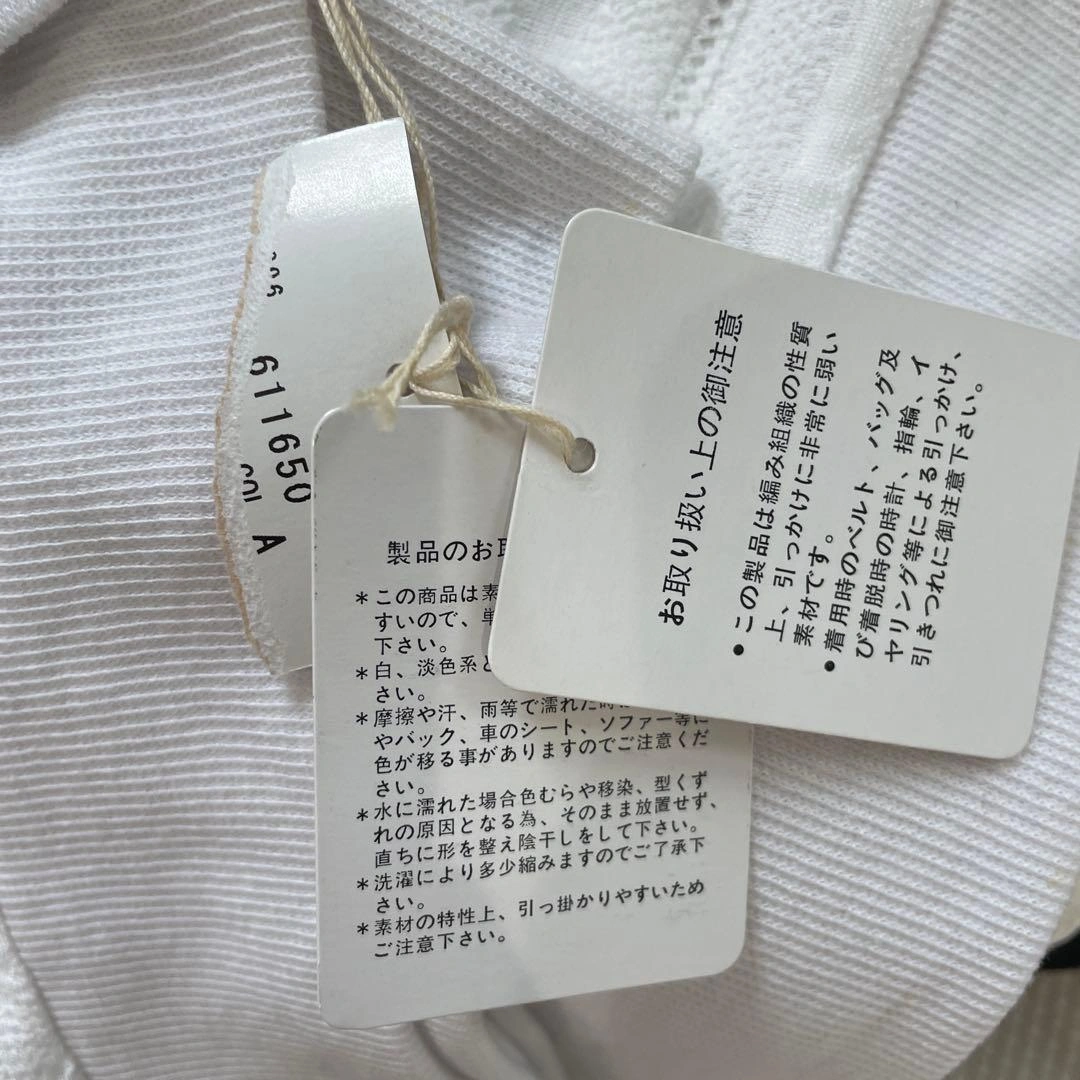 611650
COL A
製品のお取
＊この商品は素
すいので、単
下さい。
＊白、淡色系と
さい。
＊摩擦や汗、雨等で濡れた時
やバック、車のシート、ソファー等に
色が移る事がありますのでご注意くだ
さい。
＊水に濡れた場合色むらや移染、型くず
れの原因となる為、そのまま放置せず、
直ちに形を整え陰干しをして下さい。
＊洗濯により多少縮みますのでご了承下
さい。
＊素材の特性上、引っ掛かりやすいため
ご注意下さい。
お取り扱い上の御注意
●この製品は編み組織の性質
上、引っかけに非常に弱い
素材です。
●着用時のベルト、バッグ及
び着脱時の時計、指輪、イ
ヤリング等による引っかけ、
引きつれに御注意下さい。